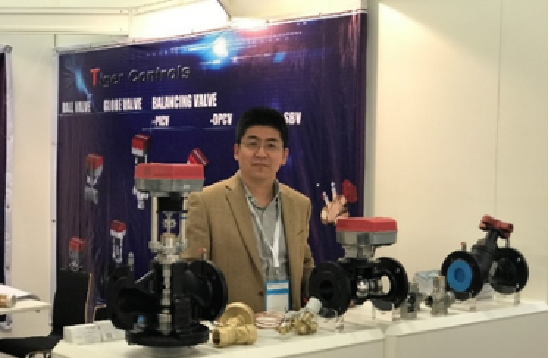 Tiger Controls
BALL VALVE GLOBE VALVE BALANCING VALVE
-PICV -DPCV -SBV